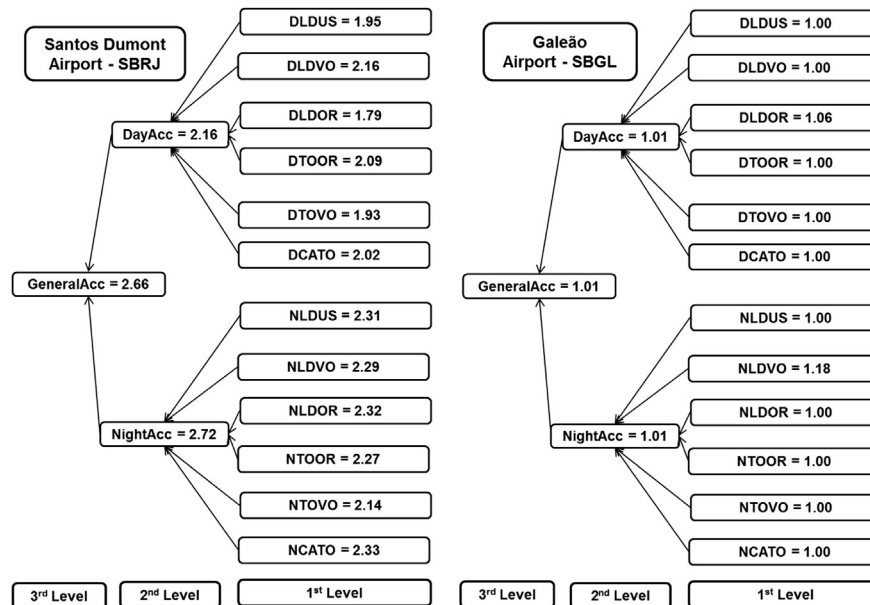 Santos Dumont
Airport - SBRJ
DLDUS = 1.95
DLDVO = 2.16
DLDOR = 1.79
DayAcc = 2.16
DTOOR = 2.09
DTOVO = 1.93
DCATO = 2.02
GeneralAcc = 2.66
NLDUS = 2.31
NLDVO = 2.29
NLDOR = 2.32
NightAcc = 2.72
NTOOR = 2.27
NTOVO = 2.14
NCATO = 2.33
3rd Level
2nd Level
1st Level
Galeão
Airport - SBGL
DLDUS = 1.00
DLDVO = 1.00
DLDOR = 1.06
DayAcc = 1.01
DTOOR = 1.00
DTOVO = 1.00
DCATO = 1.00
GeneralAcc = 1.01
NLDUS = 1.00
NLDVO = 1.18
NLDOR = 1.00
NightAcc = 1.01
NTOOR = 1.00
NTOVO = 1.00
NCATO = 1.00
3rd Level
2nd Level
1st Level